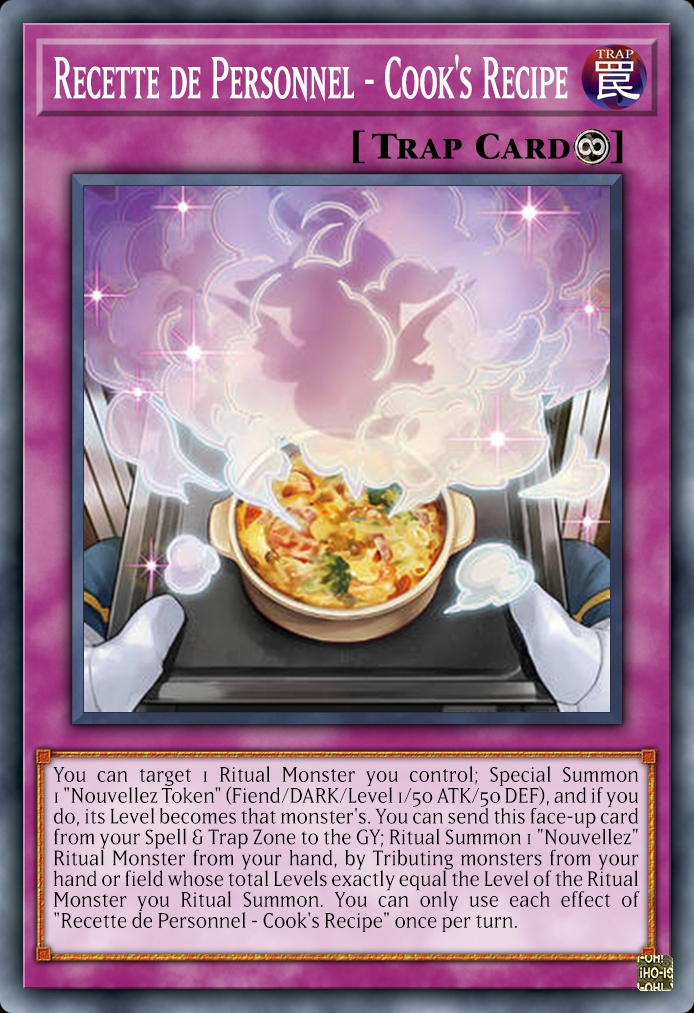 RECETTE DE PERSONNEL - COOK'S RECIPE
TRAP
罠
[TRAP CARD]
You can target 1 Ritual Monster you control; Special Summon
1 "Nouvellez Token" (Fiend/DARK/Level 1/50 ATK/50 DEF), and if you
do, its Level becomes that monster's. You can send this face-up card
from your Spell & Trap Zone to the GY; Ritual Summon 1 "Nouvellez"
Ritual Monster from your hand, by Tributing monsters from your
hand or field whose total Levels exactly equal the Level of the Ritual
Monster you Ritual Summon. You can only use each effect of
"Recette de Personnel - Cook's Recipe" once per turn.